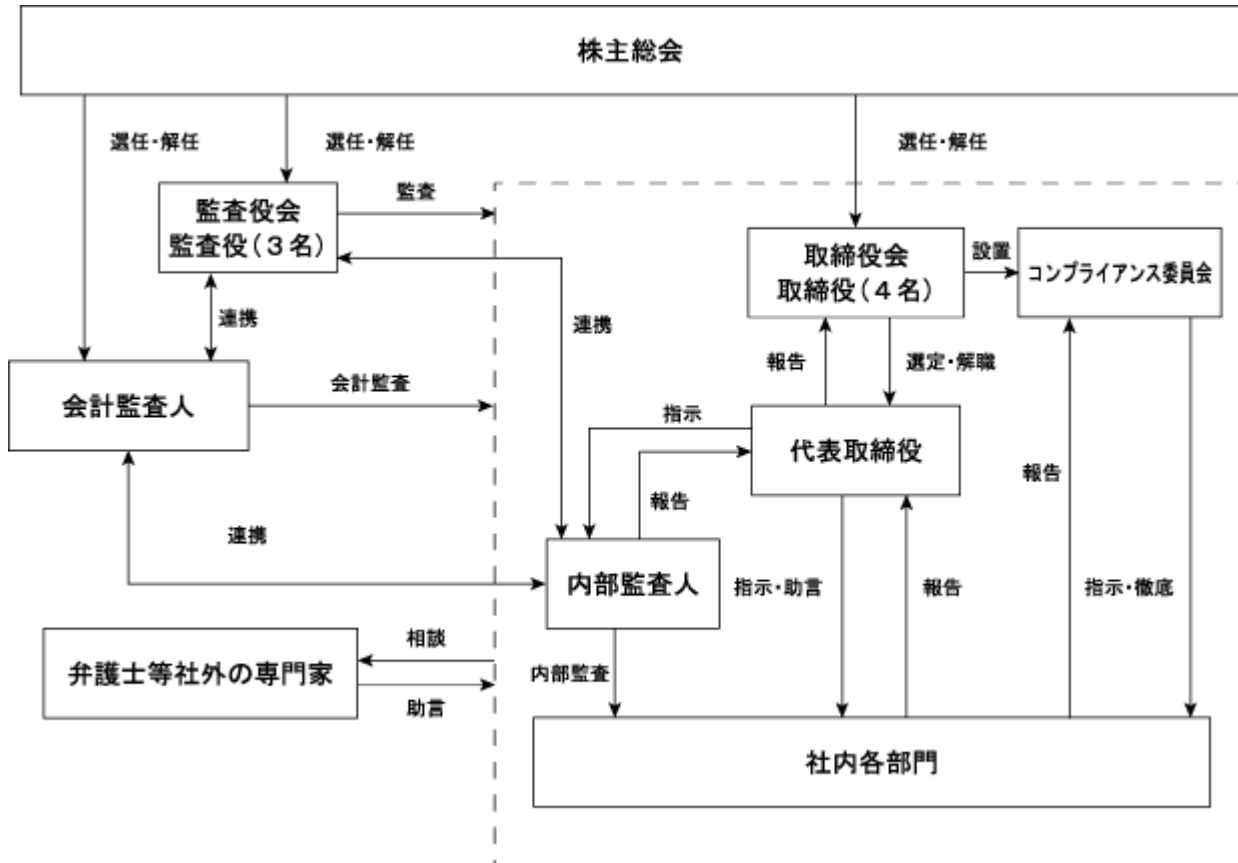 株主総会
選任・解任
選任・解任
選任・解任
監査役会
監査役(3名)
監査
取締役会
取締役(4名)
設置
コンプライアンス委員会
連携
連携
報告
選定・解職
会計監査人
会計監査
指示
代表取締役
報告
報告
連携
内部監査人
指示・助言
報告
指示・徹底
弁護士等社外の専門家
相談
助言
内部監査
社内各部門